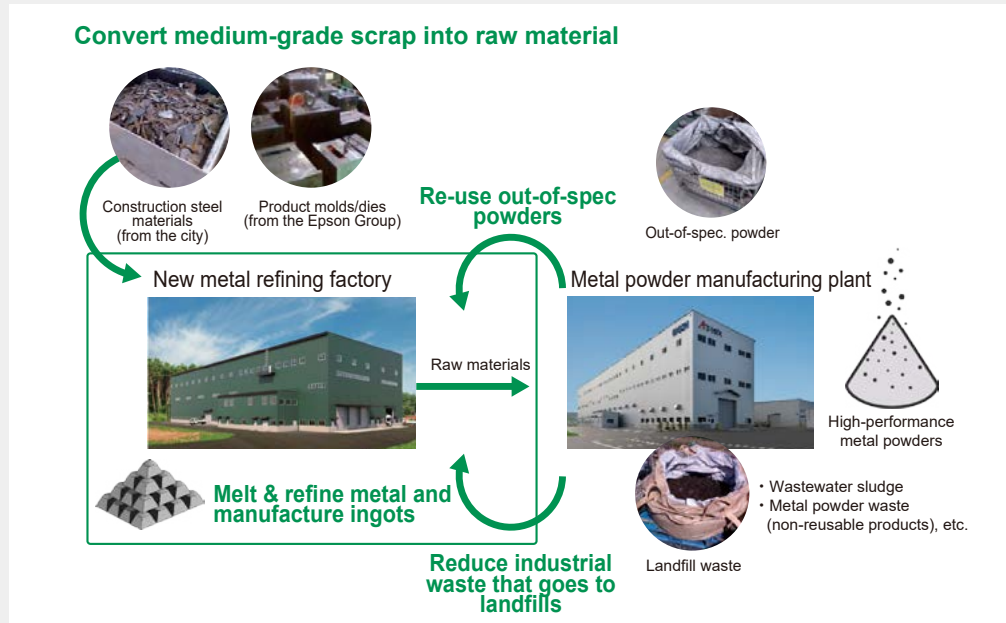 Convert medium-grade scrap into raw material
Construction steel
materials
(from the city)
Product molds/dies
(from the Epson Group)
Re-use out-of-spec
powders
Out-of-spec. powder
New metal refining factory
Metal powder manufacturing plant
Raw materials
High-performance
metal powders
Melt & refine metal and
manufacture ingots
・Wastewater sludge
・Metal powder waste
(non-reusable products), etc.
Reduce industrial
waste that goes to
landfills
Landfill waste